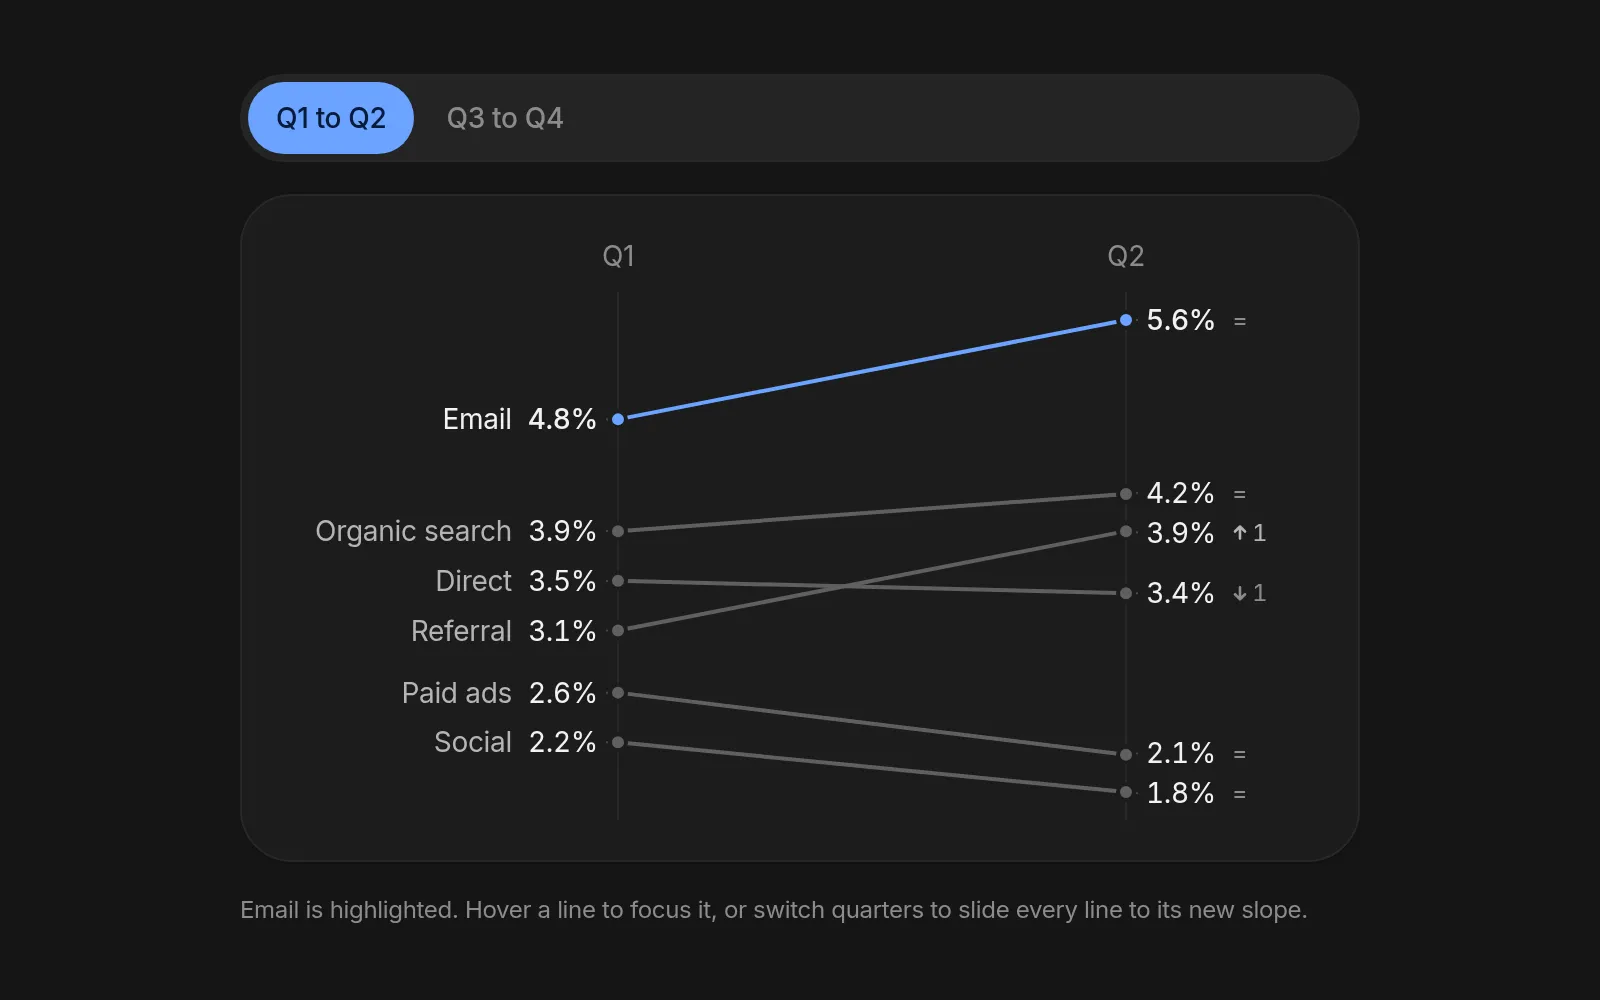 Q1 to Q2 Q3 to Q4
Q1 Q2
5.6% =
Email 4.8%
4.2% =
Organic search 3.9% 3.9% ↑ 1
Direct 3.5% 3.4% ↓ 1
Referral 3.1%
Paid ads 2.6%
Social 2.2% 2.1% =
1.8% =
Email is highlighted. Hover a line to focus it, or switch quarters to slide every line to its new slope.